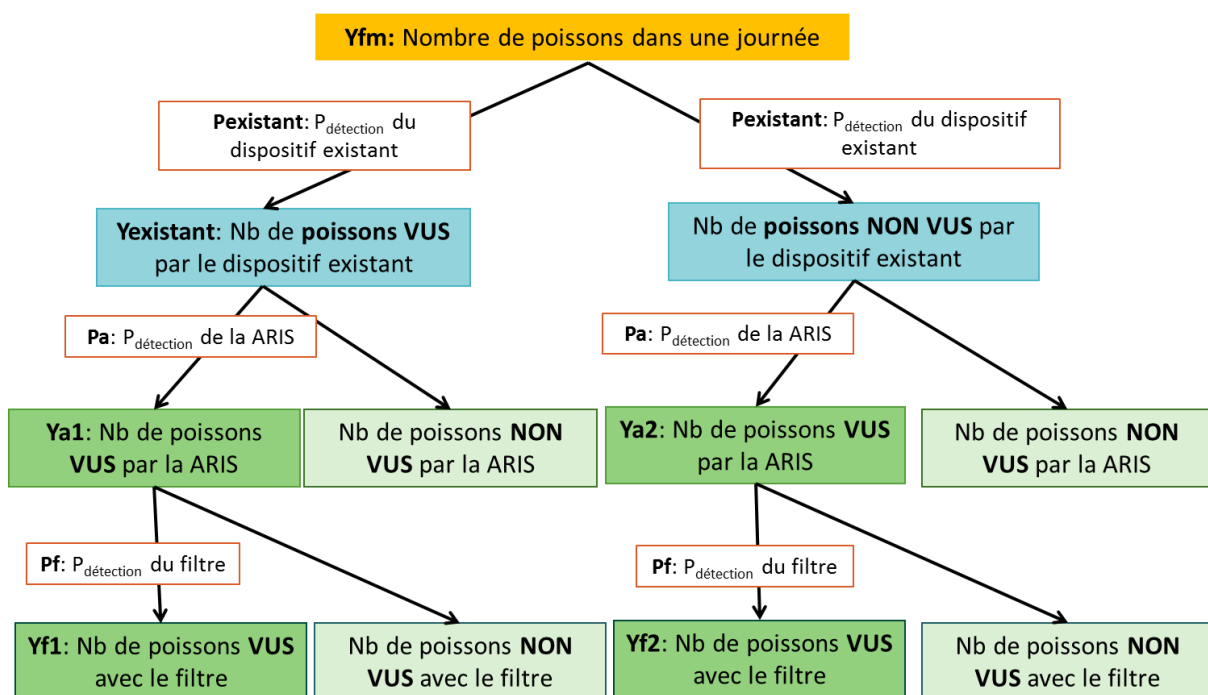 Yfm: Nombre de poissons dans une journée
Pexistant: Pdétection du
dispositif existant
Pexistant: Pdétection du dispositif
existant
Yexistant: Nb de poissons VUS
par le dispositif existant
Nb de poissons NON VUS par
le dispositif existant
Pa: Pdétection de la ARIS
Pa: Pdétection de la ARIS
Ya1: Nb de poissons
VUS par la ARIS
Nb de poissons NON
VUS par la ARIS
Ya2: Nb de poissons VUS
par la ARIS
Nb de poissons NON
VUS par la ARIS
Pf: Pdétection du filtre
Pf: Pdétection du filtre
Yf1: Nb de poissons VUS
avec le filtre
Nb de poissons NON
VUS avec le filtre
Yf2: Nb de poissons VUS
avec le filtre
Nb de poissons NON
VUS avec le filtre